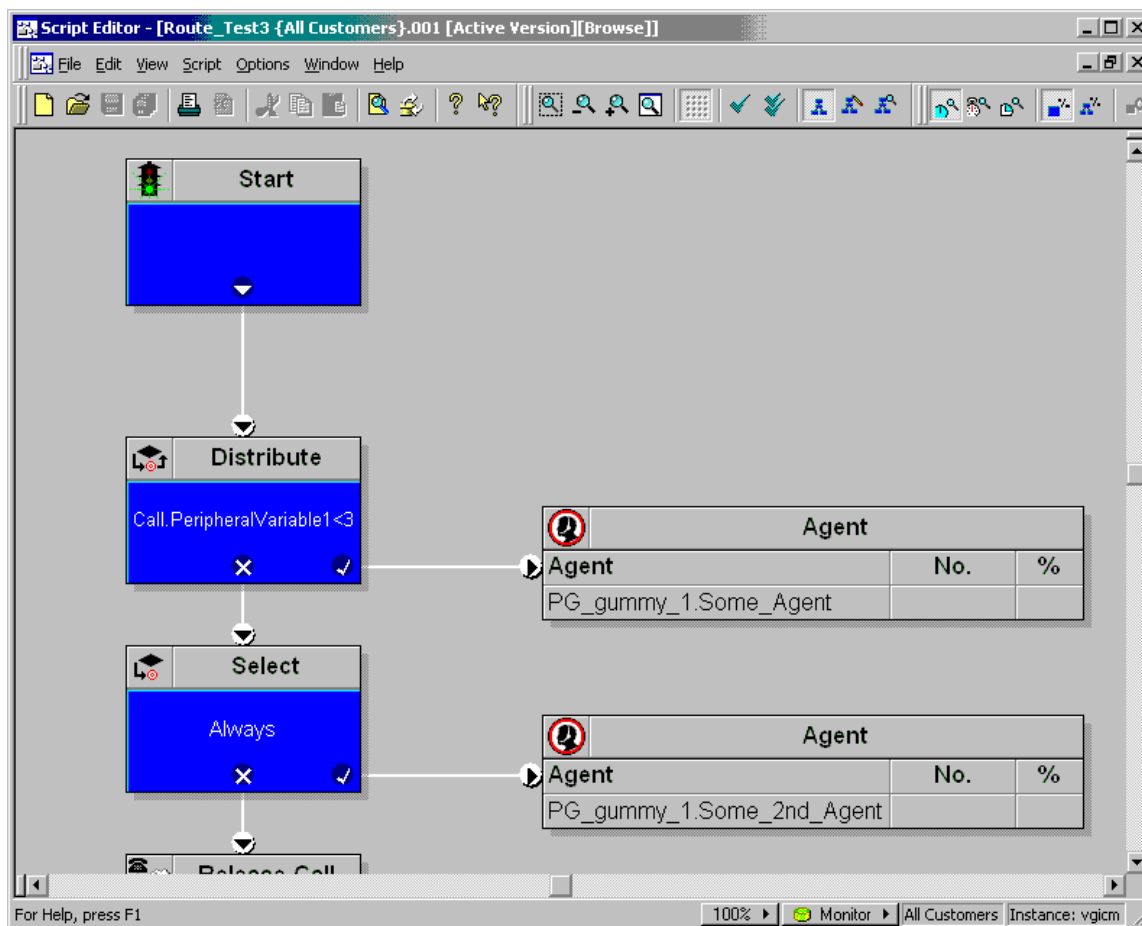 Script Editor - [Route_Test3 {All Customers}.001 [Active Version][Browse]]
File Edit View Script Options Window Help
Start
Distribute
Call.PeripheralVariable1<3
Agent
Agent No. %
PG_gummy_1.Some_Agent
Select
Always
Agent
Agent No. %
PG_gummy_1.Some_2nd_Agent
Release Call
For Help, press F1 100% Monitor All Customers Instance: vgicm